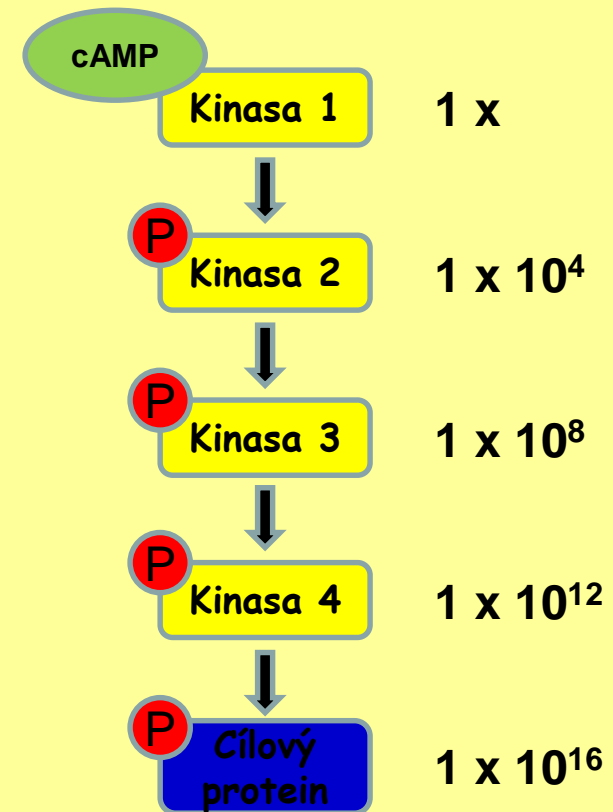 cAMP
Kinasa 1 1 x
P
Kinasa 2 1 x 10⁴
P
Kinasa 3 1 x 10⁸
P
Kinasa 4 1 x 10¹²
P
Cílový
protein 1 x 10¹⁶